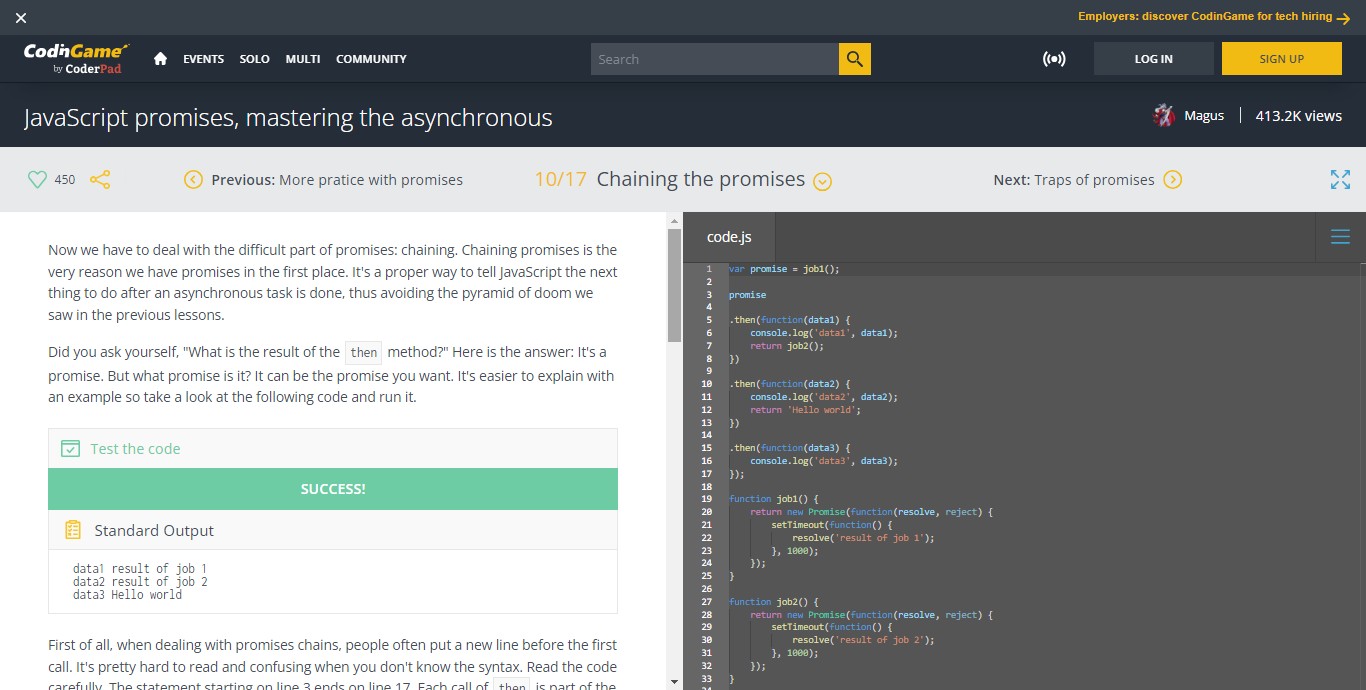 Employers: discover CodinGame for tech hiring
CodinGame
by CoderPad
EVENTS SOLO MULTI COMMUNITY
Search
LOG IN
SIGN UP
JavaScript promises, mastering the asynchronous
Magus
413.2K views
450
Previous: More pratice with promises
10/17 Chaining the promises
Next: Traps of promises
Now we have to deal with the difficult part of promises: chaining. Chaining promises is the
very reason we have promises in the first place. It's a proper way to tell JavaScript the next
thing to do after an asynchronous task is done, thus avoiding the pyramid of doom we
saw in the previous lessons.
Did you ask yourself, "What is the result of the then method?" Here is the answer: It's a
promise. But what promise is it? It can be the promise you want. It's easier to explain with
an example so take a look at the following code and run it.
Test the code
SUCCESS!
Standard Output
data1 result of job 1
data2 result of job 2
data3 Hello world
First of all, when dealing with promises chains, people often put a new line before the first
call. It's pretty hard to read and confusing when you don't know the syntax. Read the code
carefully. The statement starting on line 3 ends on line 17. Each call of then is part of the
code.js
1 var promise = job1();
2
3 promise
4
5 .then(function(data1) {
6 console.log('data1', data1);
7 return job2();
8 })
9
10 .then(function(data2) {
11 console.log('data2', data2);
12 return 'Hello world';
13 })
14
15 .then(function(data3) {
16 console.log('data3', data3);
17 });
18
19 function job1() {
20 return new Promise(function(resolve, reject) {
21 setTimeout(function() {
22 resolve('result of job 1');
23 }, 1000);
24 });
25 }
26
27 function job2() {
28 return new Promise(function(resolve, reject) {
29 setTimeout(function() {
30 resolve('result of job 2');
31 }, 1000);
32 });
33 }